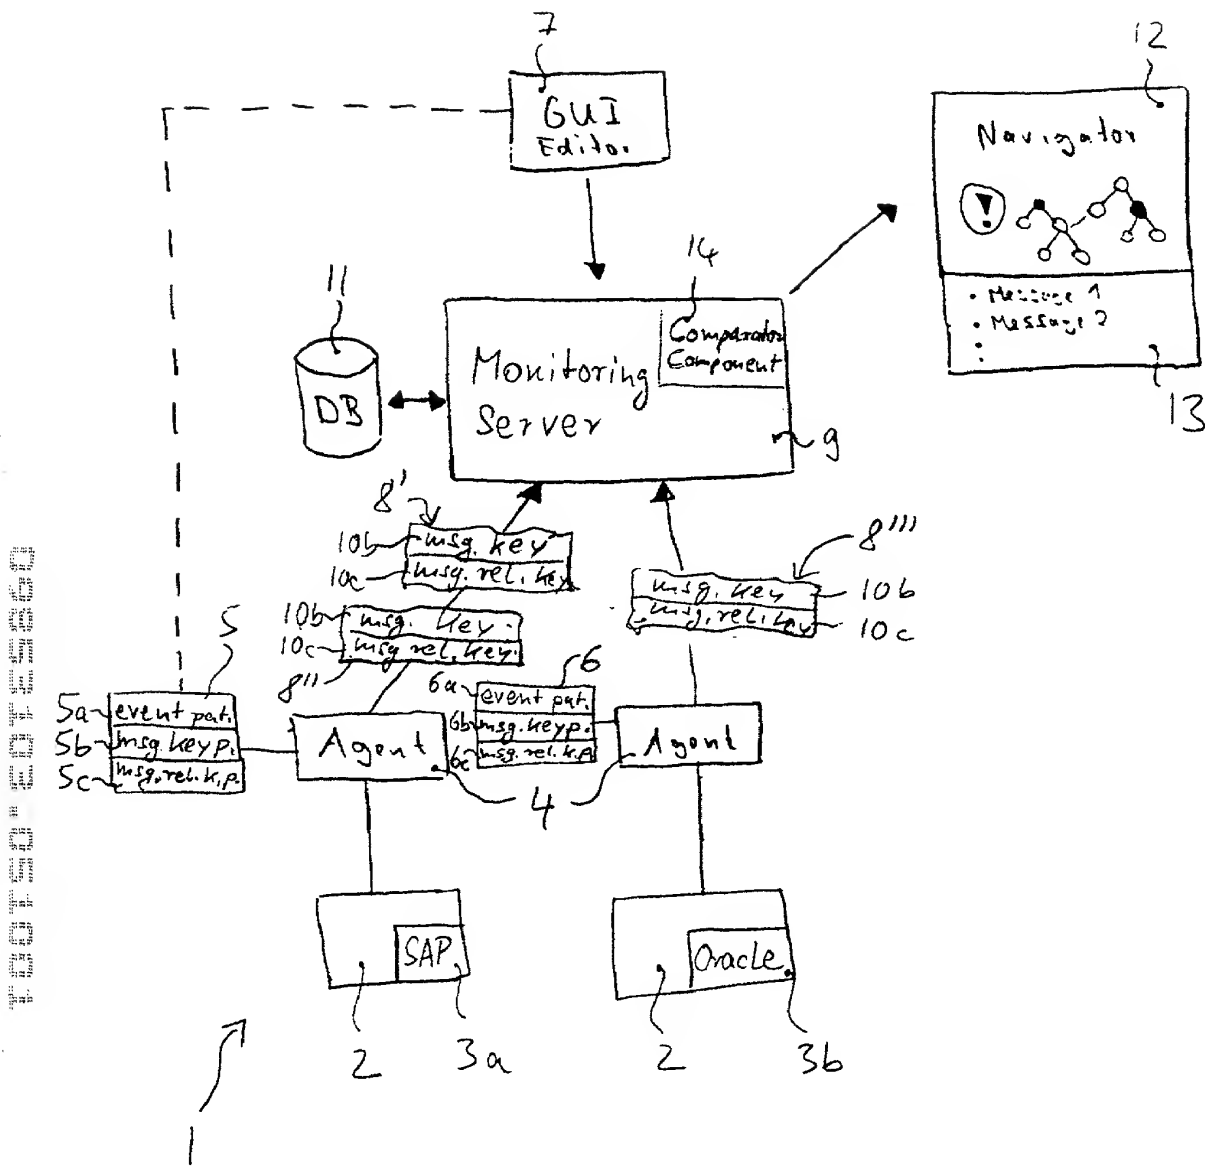 7
GUI
Editor
12
Navigator
!
• Message 1
• Message 2
13
14
Comparator
Component
Monitoring
Server
9
11
DB
8'
10b
msg. key
10c
msg. rel. key
8'''
msg. key
10b
msg. rel. key
10c
10b
msg. key.
10c
msg rel. key.
8''
5
5a
event pat.
5b
msg. key p.
5c
msg. rel. k. p.
6
6a
event pat.
6b
msg. key p.
6c
msg. rel. k. p.
Agent
Agent
4
SAP
Oracle
2
3a
2
3b
1